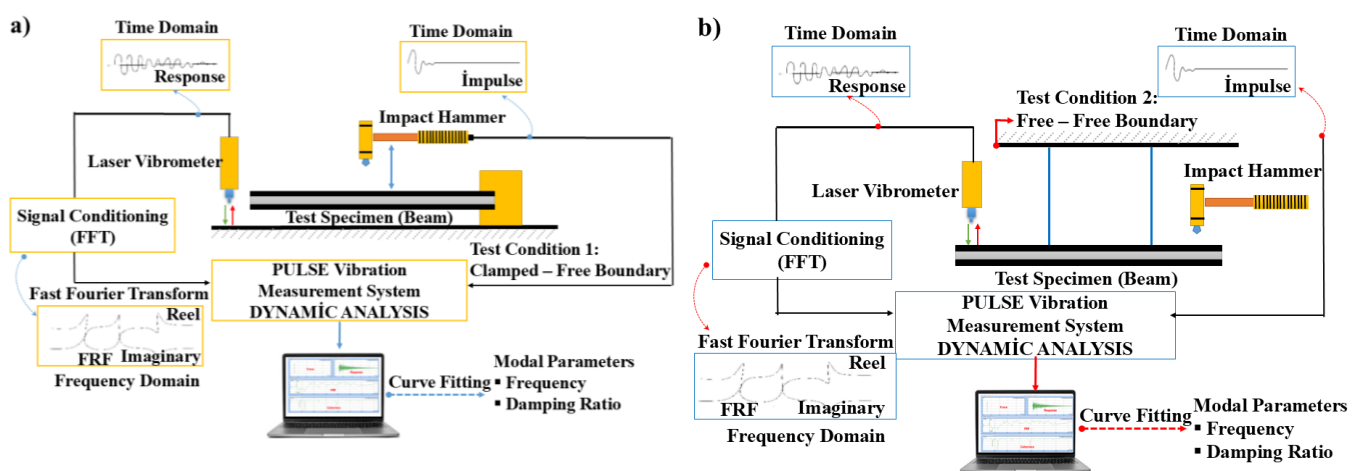 a)
Time Domain
Response
Time Domain
İmpulse
Impact Hammer
Laser Vibrometer
Test Specimen (Beam)
Signal Conditioning
(FFT)
Test Condition 1:
Clamped – Free Boundary
PULSE Vibration
Measurement System
DYNAMİC ANALYSIS
Fast Fourier Transform
Reel
FRF Imaginary
Frequency Domain
Curve Fitting
Modal Parameters
▪ Frequency
▪ Damping Ratio
b)
Time Domain
Response
Time Domain
İmpulse
Test Condition 2:
Free – Free Boundary
Impact Hammer
Laser Vibrometer
Signal Conditioning
(FFT)
Test Specimen (Beam)
PULSE Vibration
Measurement System
DYNAMİC ANALYSIS
Fast Fourier Transform
Reel
FRF Imaginary
Frequency Domain
Curve Fitting
Modal Parameters
▪ Frequency
▪ Damping Ratio